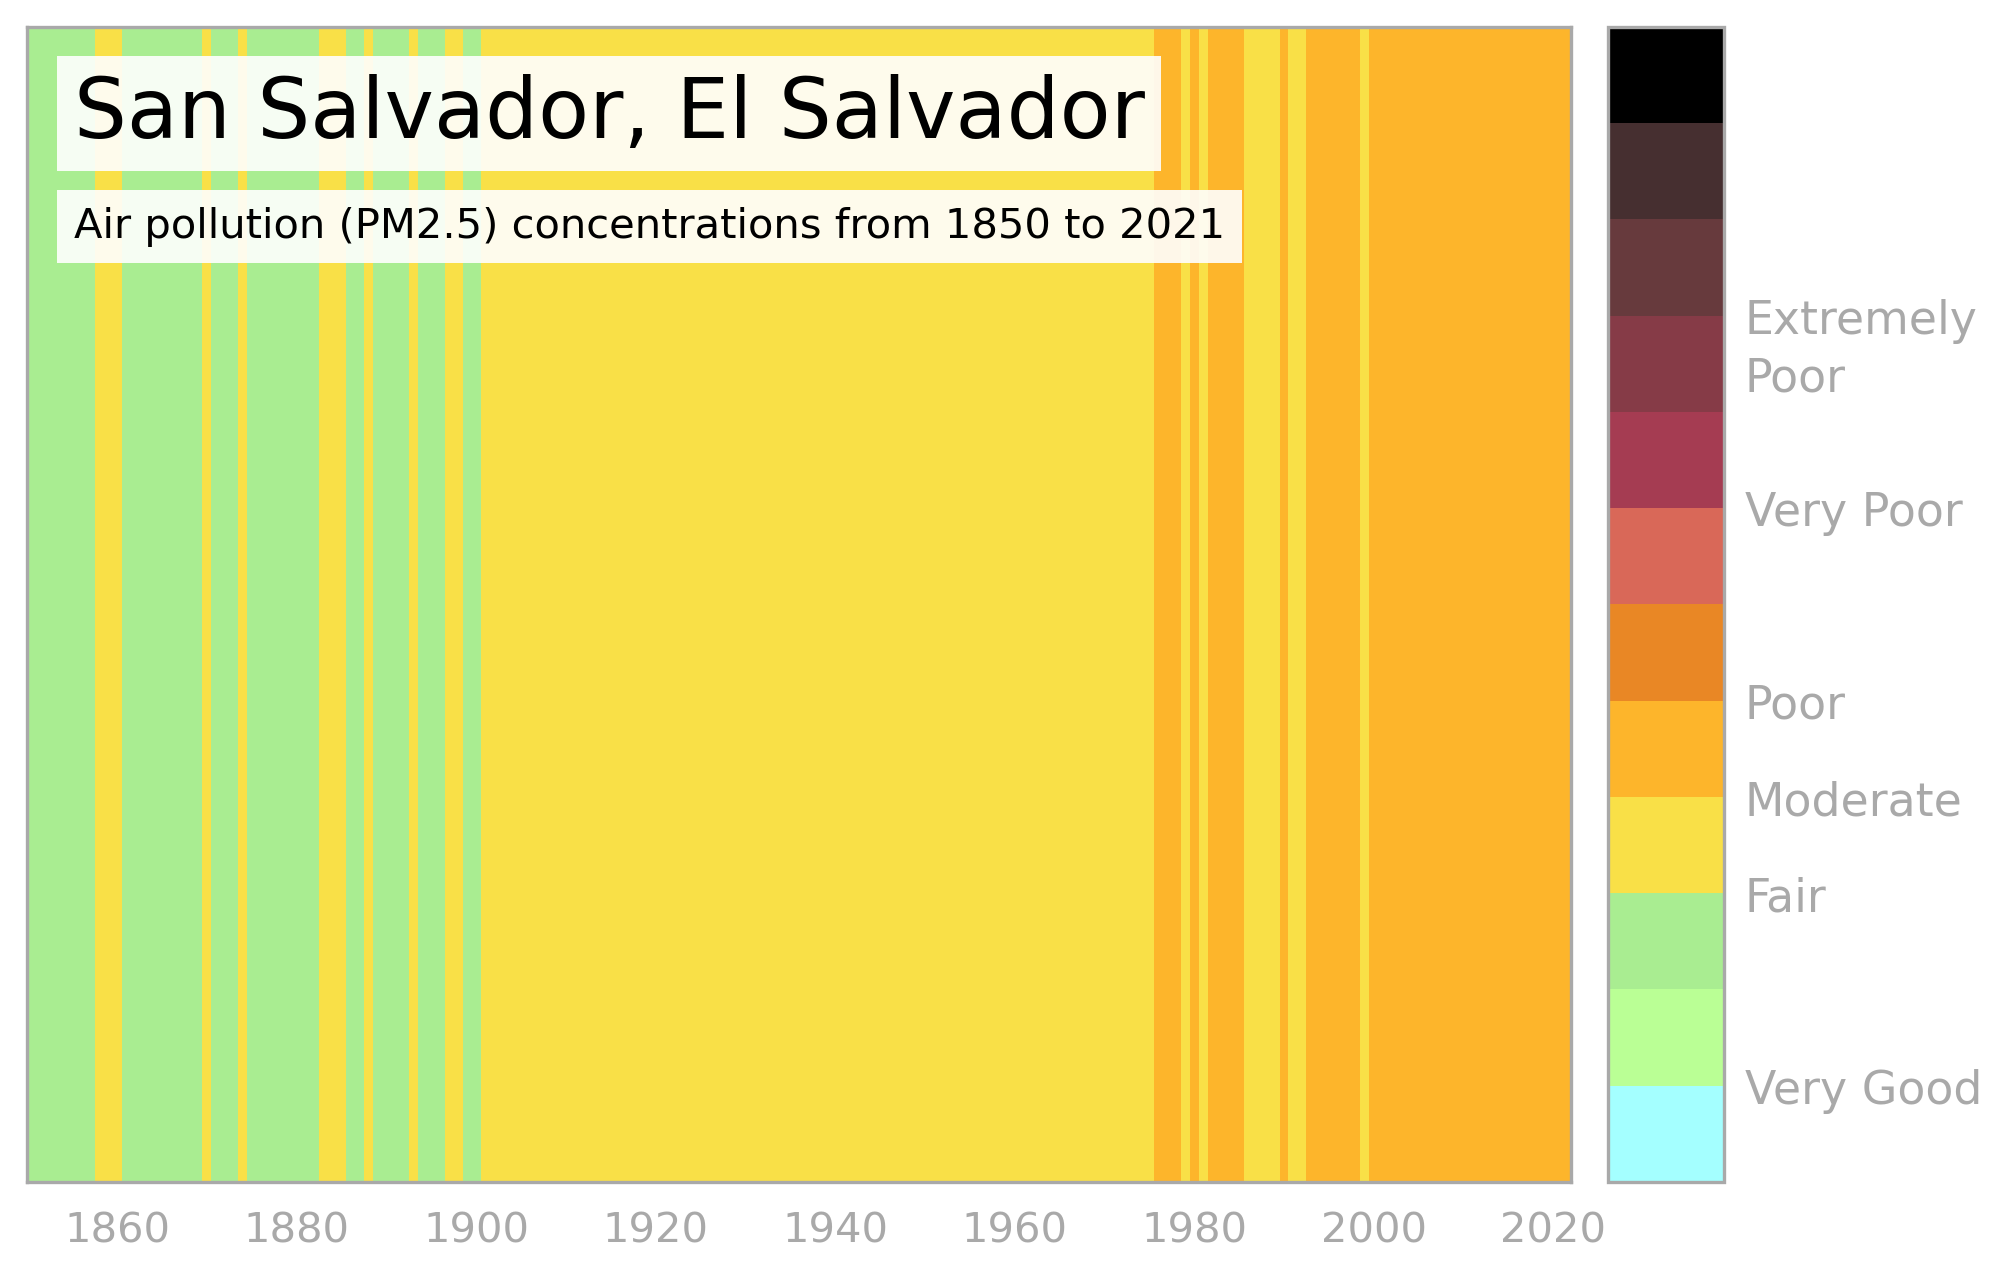 San Salvador, El Salvador
Air pollution (PM2.5) concentrations from 1850 to 2021
Extremely
Poor
Very Poor
Poor
Moderate
Fair
Very Good
1860 1880 1900 1920 1940 1960 1980 2000 2020